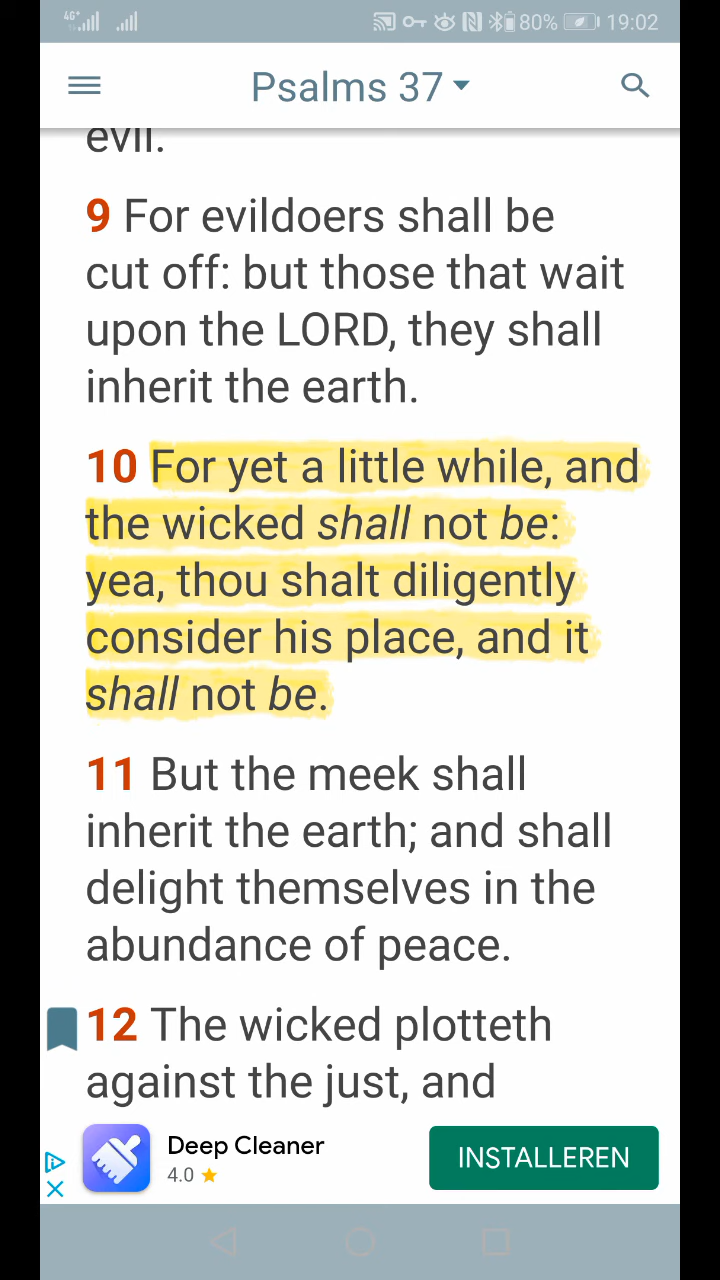 4G+ 80% 19:02
Psalms 37
evil.
9 For evildoers shall be
cut off: but those that wait
upon the LORD, they shall
inherit the earth.
10 For yet a little while, and
the wicked shall not be:
yea, thou shalt diligently
consider his place, and it
shall not be.
11 But the meek shall
inherit the earth; and shall
delight themselves in the
abundance of peace.
12 The wicked plotteth
against the just, and
Deep Cleaner
4.0
INSTALLEREN